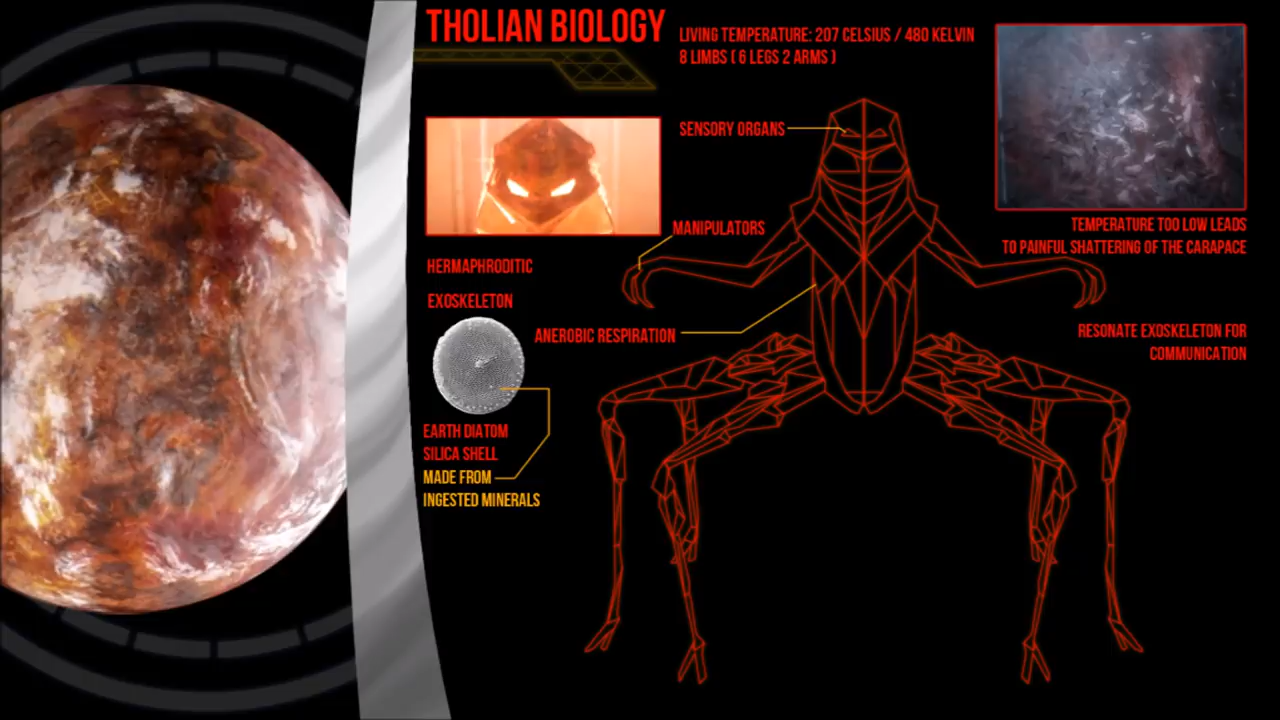 THOLIAN BIOLOGY
LIVING TEMPERATURE: 207 CELSIUS / 480 KELVIN
8 LIMBS ( 6 LEGS 2 ARMS )
SENSORY ORGANS
MANIPULATORS
TEMPERATURE TOO LOW LEADS
TO PAINFUL SHATTERING OF THE CARAPACE
HERMAPHRODITIC
EXOSKELETON
ANEROBIC RESPIRATION
RESONATE EXOSKELETON FOR
COMMUNICATION
EARTH DIATOM
SILICA SHELL
MADE FROM
INGESTED MINERALS